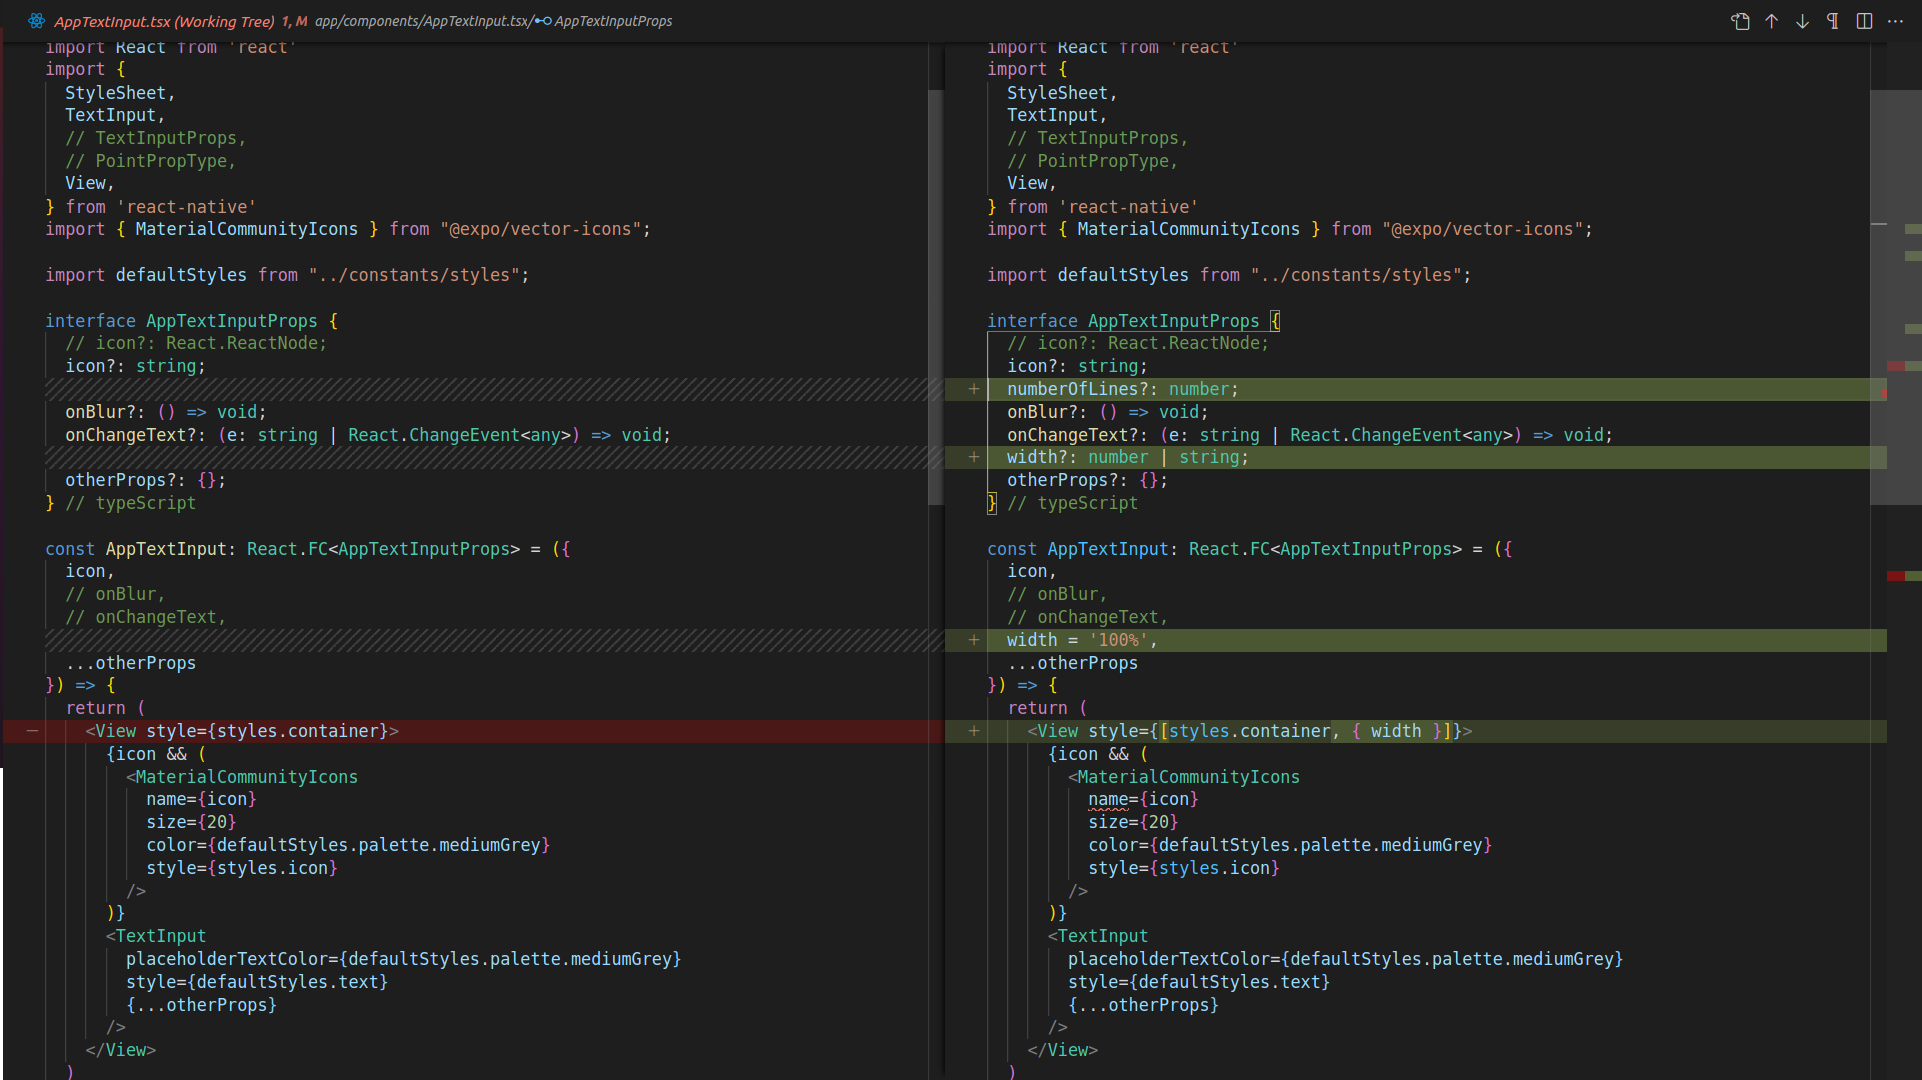 AppTextInput.tsx (Working Tree) 1, M app/components/AppTextInput.tsx/ AppTextInputProps
import React from 'react'
import {
  StyleSheet,
  TextInput,
  // TextInputProps,
  // PointPropType,
  View,
} from 'react-native'
import { MaterialCommunityIcons } from "@expo/vector-icons";
import defaultStyles from "../constants/styles";
interface AppTextInputProps {
  // icon?: React.ReactNode;
  icon?: string;
  onBlur?: () => void;
  onChangeText?: (e: string | React.ChangeEvent<any>) => void;
  otherProps?: {};
} // typeScript
const AppTextInput: React.FC<AppTextInputProps> = ({
  icon,
  // onBlur,
  // onChangeText,
  ...otherProps
}) => {
  return (
−    <View style={styles.container}>
      {icon && (
        <MaterialCommunityIcons
          name={icon}
          size={20}
          color={defaultStyles.palette.mediumGrey}
          style={styles.icon}
        />
      )}
      <TextInput
        placeholderTextColor={defaultStyles.palette.mediumGrey}
        style={defaultStyles.text}
        {...otherProps}
      />
    </View>
  )
import React from 'react'
import {
  StyleSheet,
  TextInput,
  // TextInputProps,
  // PointPropType,
  View,
} from 'react-native'
import { MaterialCommunityIcons } from "@expo/vector-icons";
import defaultStyles from "../constants/styles";
interface AppTextInputProps {
  // icon?: React.ReactNode;
  icon?: string;
+  numberOfLines?: number;
  onBlur?: () => void;
  onChangeText?: (e: string | React.ChangeEvent<any>) => void;
+  width?: number | string;
  otherProps?: {};
} // typeScript
const AppTextInput: React.FC<AppTextInputProps> = ({
  icon,
  // onBlur,
  // onChangeText,
+  width = '100%',
  ...otherProps
}) => {
  return (
+    <View style={[styles.container, { width }]}>
      {icon && (
        <MaterialCommunityIcons
          name={icon}
          size={20}
          color={defaultStyles.palette.mediumGrey}
          style={styles.icon}
        />
      )}
      <TextInput
        placeholderTextColor={defaultStyles.palette.mediumGrey}
        style={defaultStyles.text}
        {...otherProps}
      />
    </View>
  )